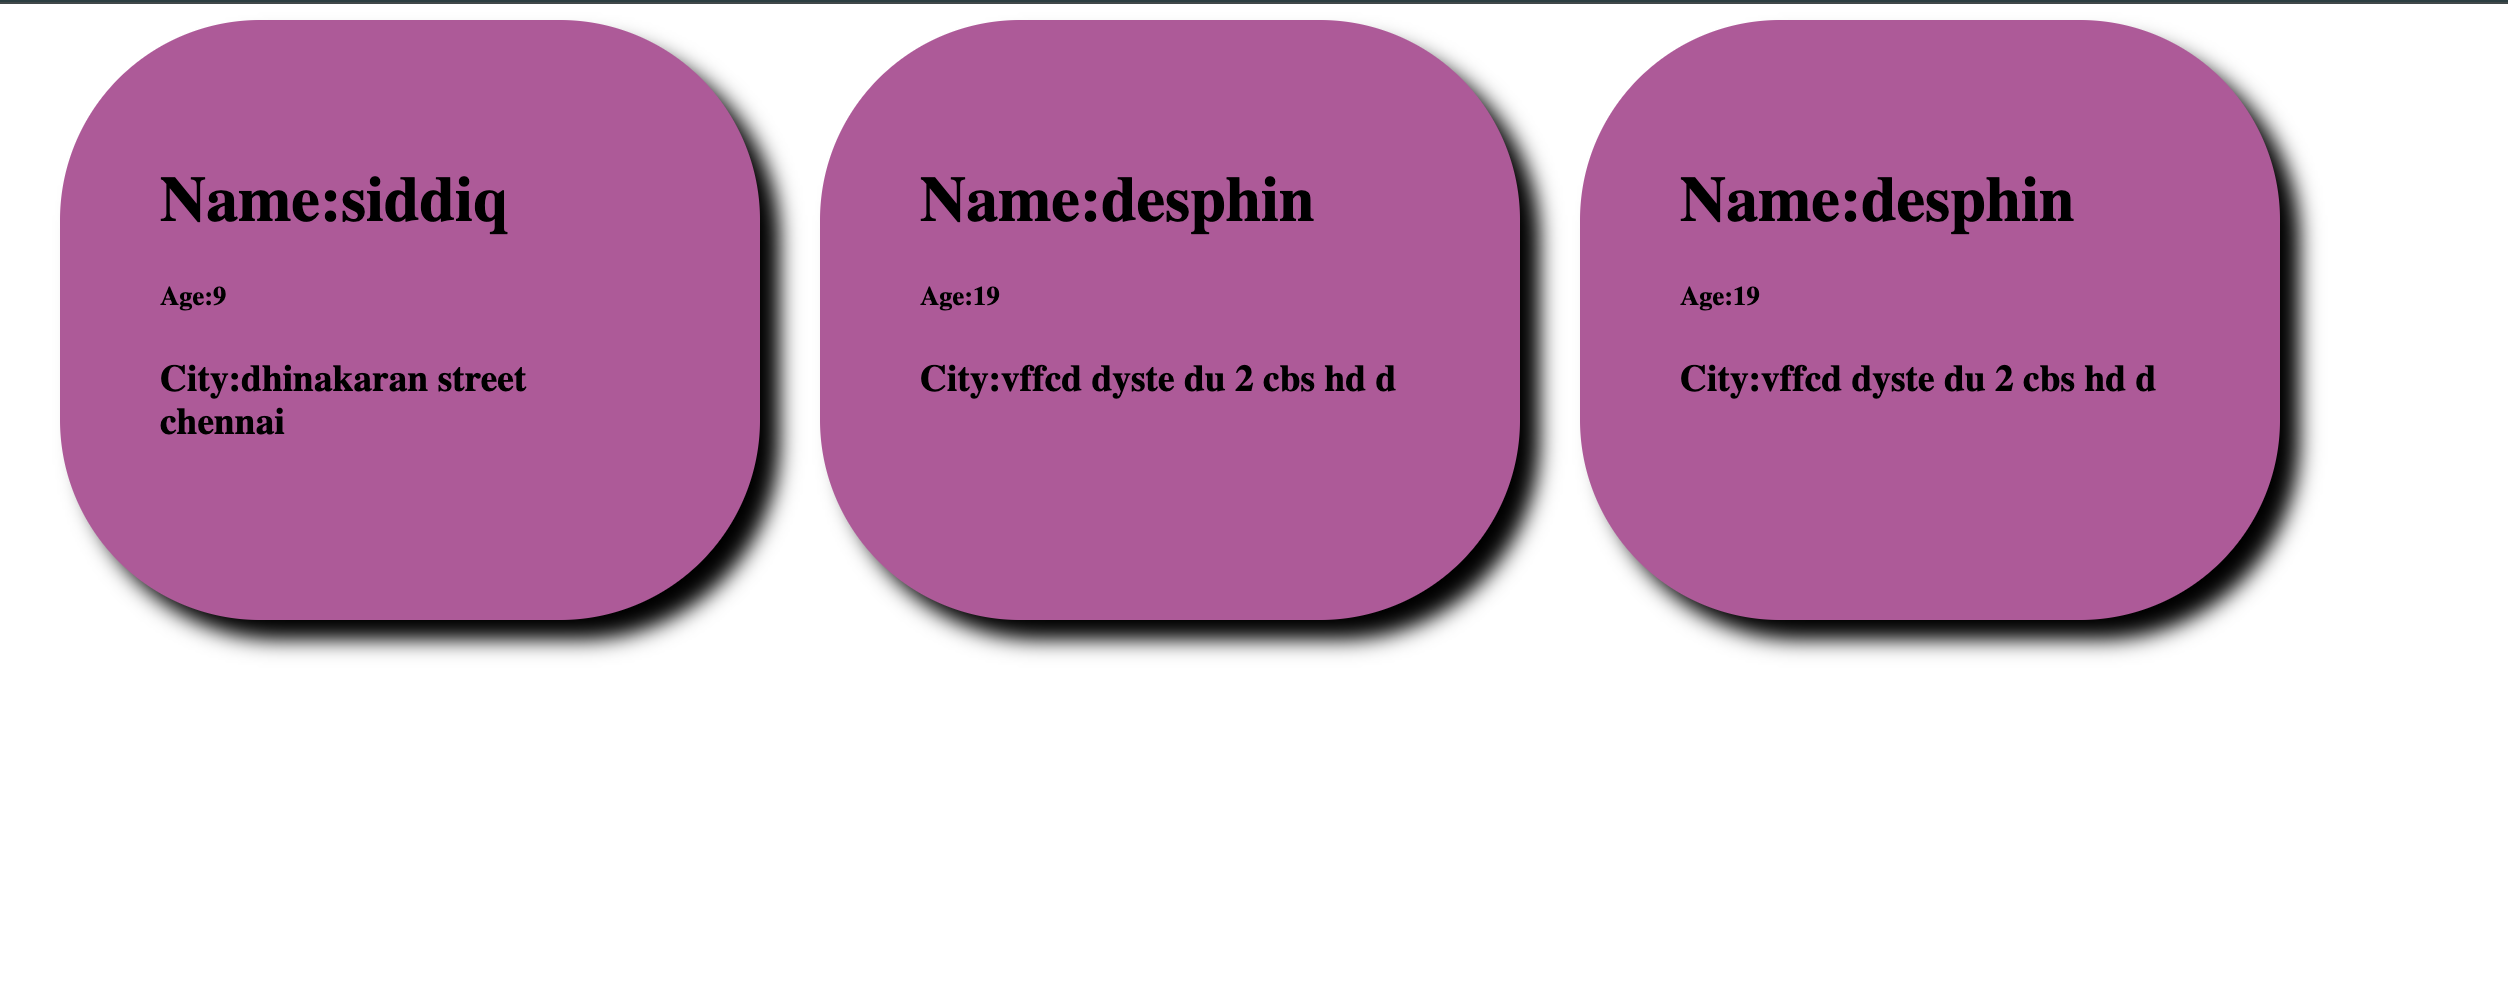 Name:siddiq
Age:9
City:dhinakaran street
chennai
Name:desphin
Age:19
City:vffcd dyste du 2 cbs hd d
Name:desphin
Age:19
City:vffcd dyste du 2 cbs hd d